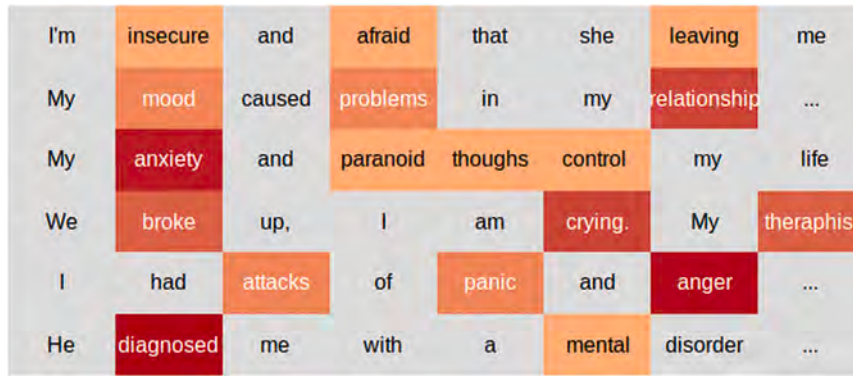 I'm insecure and afraid that she leaving me
My mood caused problems in my relationship ...
My anxiety and paranoid thoughs control my life
We broke up, I am crying. My theraphis
I had attacks of panic and anger ...
He diagnosed me with a mental disorder ...